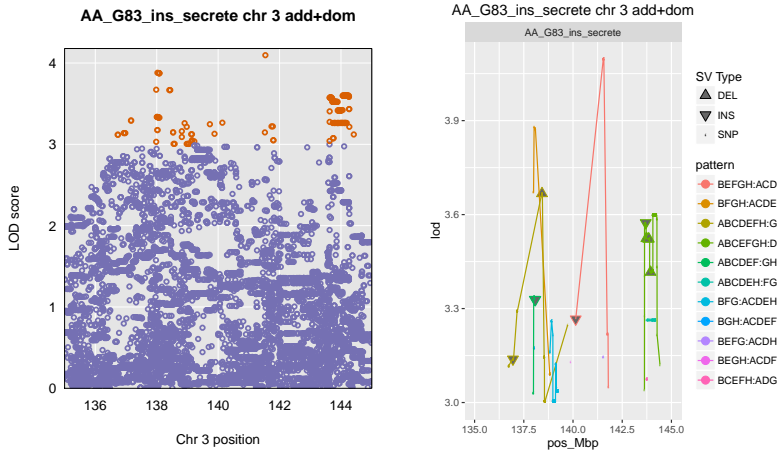 AA_G83_ins_secrete chr 3 add+dom
LOD score
4
3
2
1
0
136
138
140
142
144
Chr 3 position
AA_G83_ins_secrete chr 3 add+dom
AA_G83_ins_secrete
lod
3.9
3.6
3.3
3.0
135.0
137.5
140.0
142.5
145.0
pos_Mbp
SV Type
DEL
INS
SNP
pattern
BEFGH:ACD
BFGH:ACDE
ABCDEFH:G
ABCEFGH:D
ABCDEF:GH
ABCDEH:FG
BFG:ACDEH
BGH:ACDEF
BEFG:ACDH
BEGH:ACDF
BCEFH:ADG